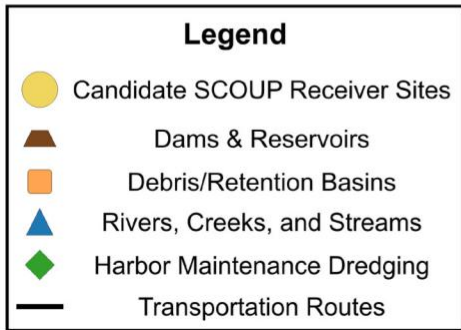 Legend
Candidate SCOUP Receiver Sites
Dams & Reservoirs
Debris/Retention Basins
Rivers, Creeks, and Streams
Harbor Maintenance Dredging
Transportation Routes